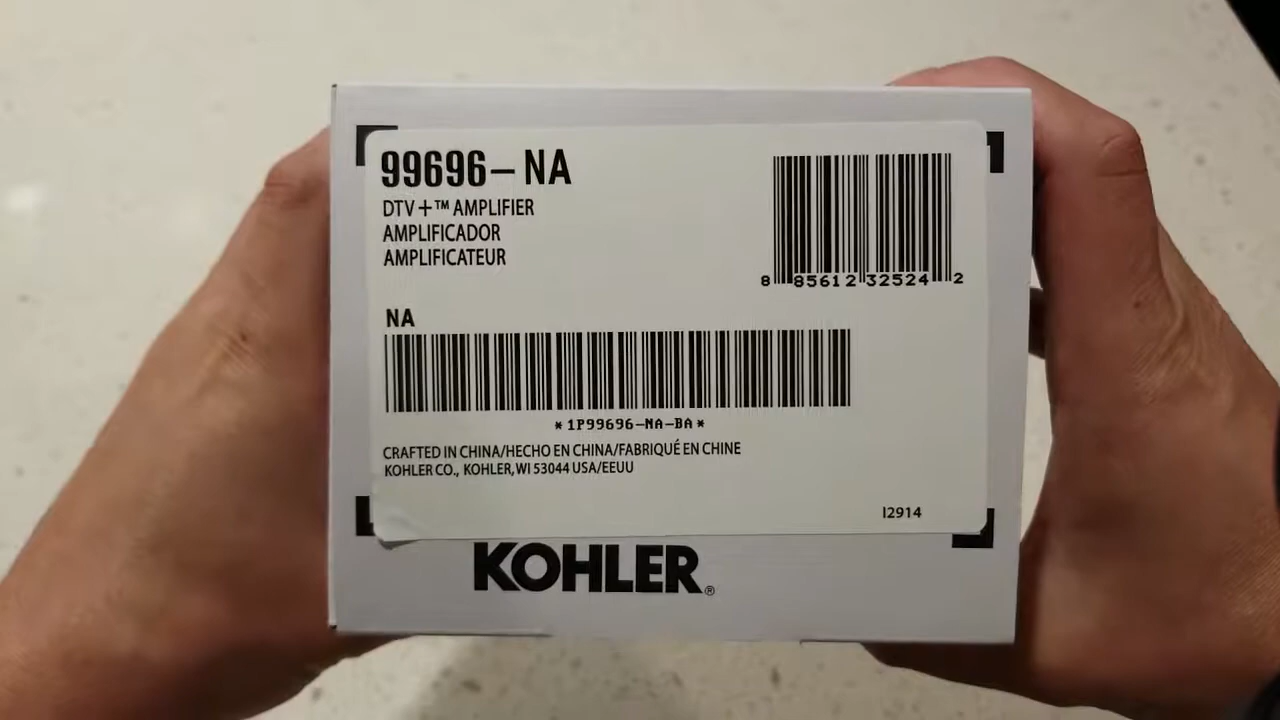 99696-NA
DTV+™ AMPLIFIER
AMPLIFICADOR
AMPLIFICATEUR
8 85612 32524 2
NA
*1P99696-NA-BA*
CRAFTED IN CHINA/HECHO EN CHINA/FABRIQUÉ EN CHINE
KOHLER CO., KOHLER, WI 53044 USA/EEUU
I2914
KOHLER®